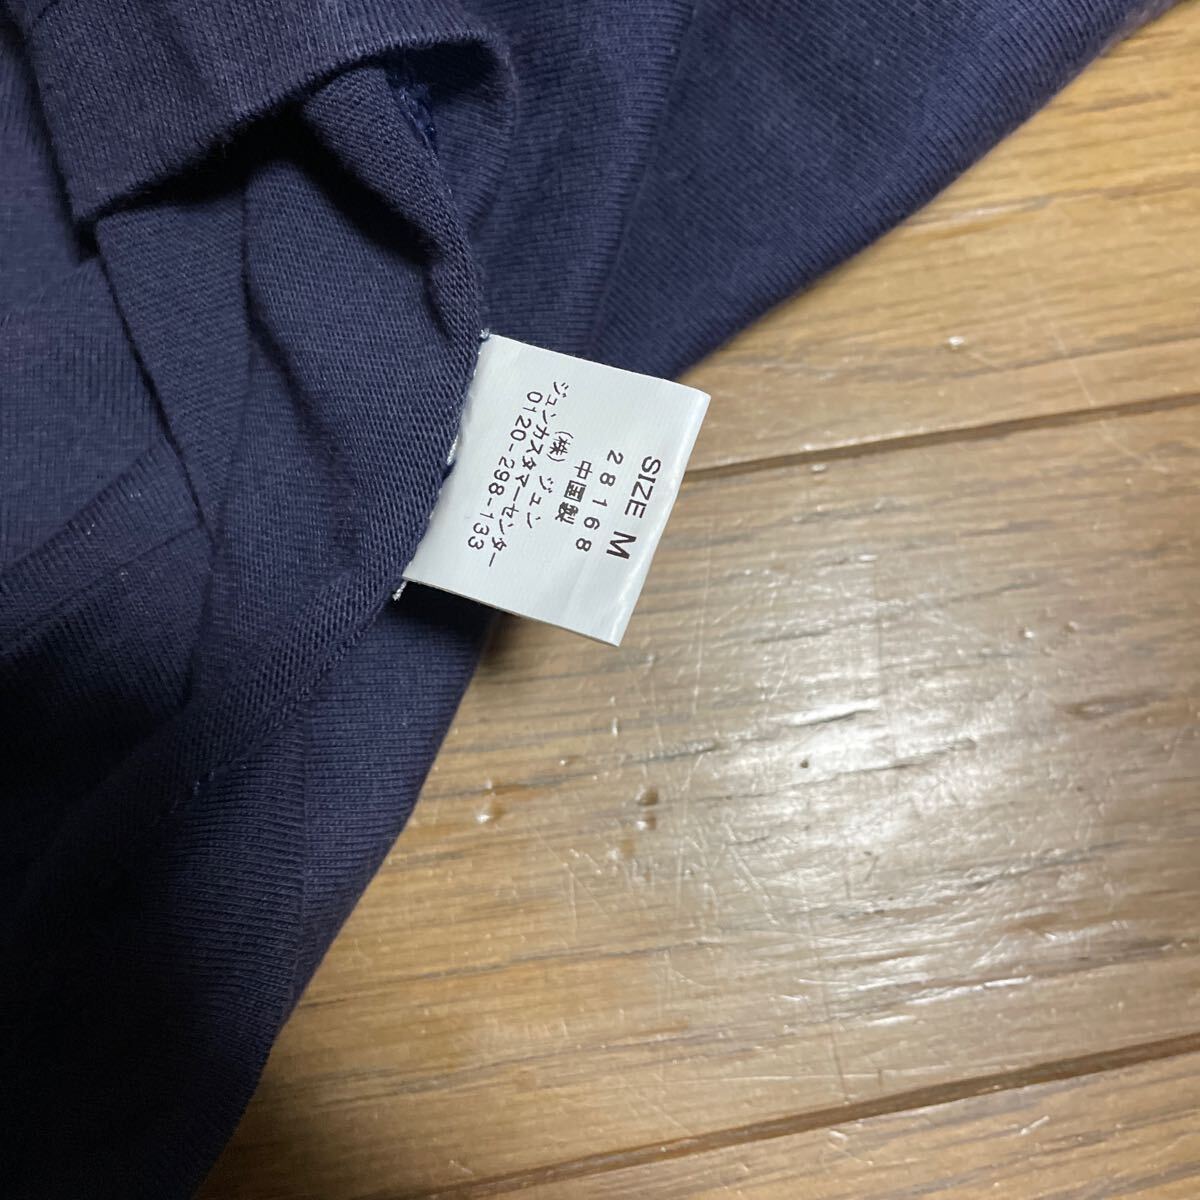 SIZE M
28168
中国製
(株) ジュン
ジュンカスタマーセンター
0120-298-133